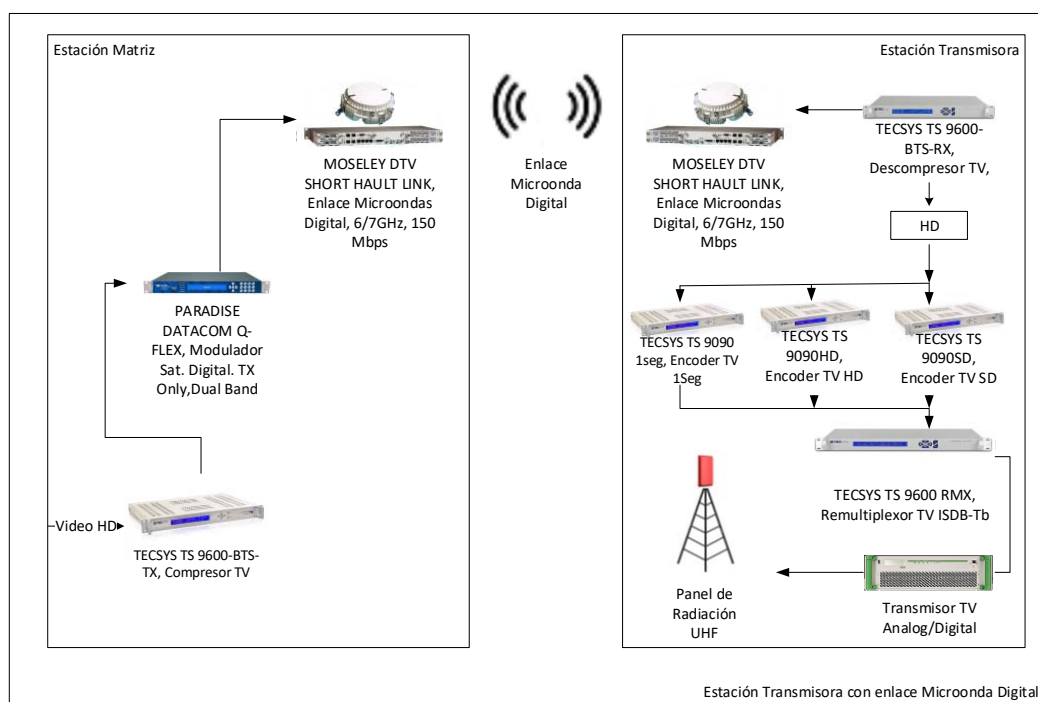 Estación Matriz
MOSELEY DTV
SHORT HAULT LINK,
Enlace Microondas
Digital, 6/7GHz, 150
Mbps
PARADISE
DATACOM Q-
FLEX, Modulador
Sat. Digital. TX
Only,Dual Band
Video HD
TECSYS TS 9600-BTS-
TX, Compresor TV
Enlace
Microonda
Digital
Estación Transmisora
MOSELEY DTV
SHORT HAULT LINK,
Enlace Microondas
Digital, 6/7GHz, 150
Mbps
TECSYS TS 9600-
BTS-RX,
Descompresor TV,
HD
TECSYS TS 9090
1seg, Encoder TV
1Seg
TECSYS TS
9090HD,
Encoder TV HD
TECSYS TS
9090SD,
Encoder TV SD
TECSYS TS 9600 RMX,
Remultiplexor TV ISDB-Tb
Panel de
Radiación
UHF
Transmisor TV
Analog/Digital
Estación Transmisora con enlace Microonda Digital